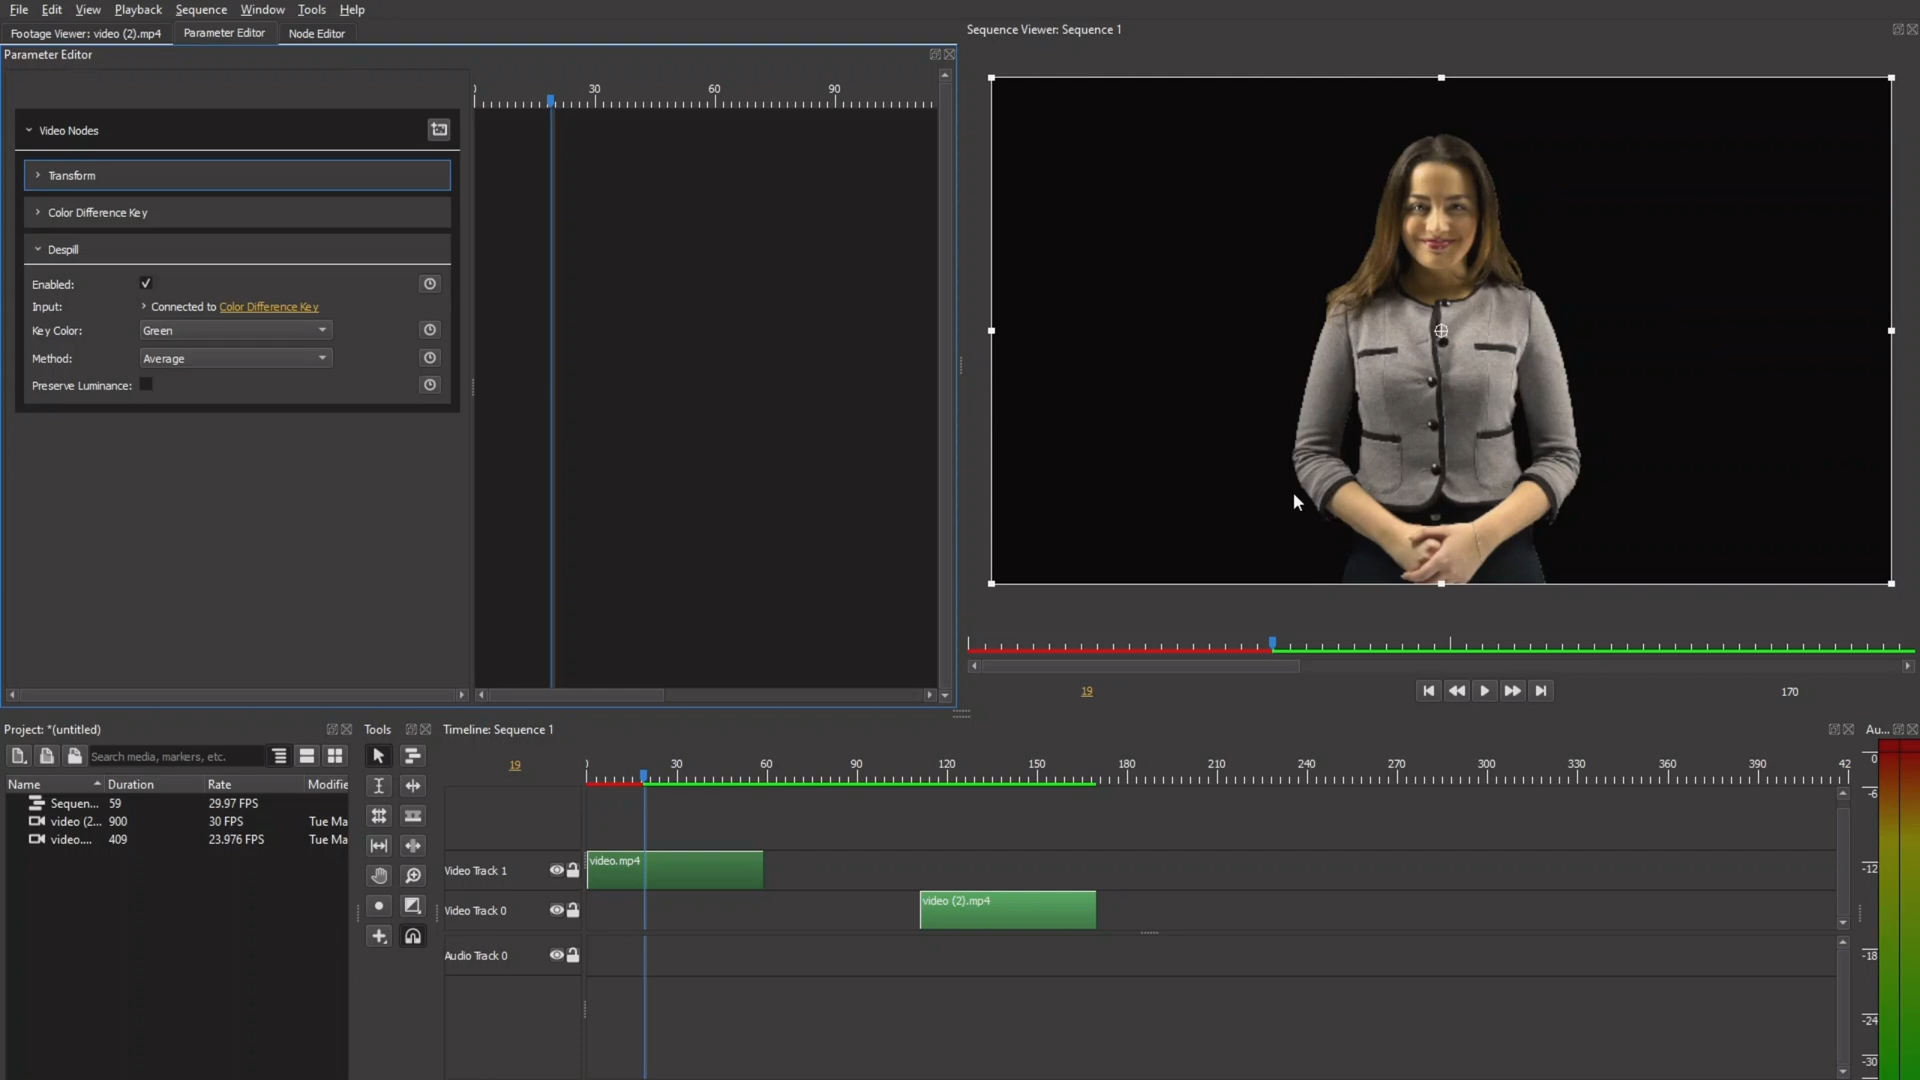 File Edit View Playback Sequence Window Tools Help
Footage Viewer: video (2).mp4 Parameter Editor Node Editor
Sequence Viewer: Sequence 1
Parameter Editor
30 60 90
Video Nodes
Transform
Color Difference Key
Despill
Enabled:
Input: Connected to Color Difference Key
Key Color: Green
Method: Average
Preserve Luminance:
19 170
Project: *(untitled) Tools Timeline: Sequence 1 Au...
Search media, markers, etc.
19
0 30 60 90 120 150 180 210 240 270 300 330 360 390 42
Name Duration Rate Modifie
Sequen... 59 29.97 FPS
video (2... 900 30 FPS Tue Ma
video.... 409 23.976 FPS Tue Ma
video.mp4
Video Track 1
video (2).mp4
Video Track 0
Audio Track 0
0
-6
-12
-18
-24
-30